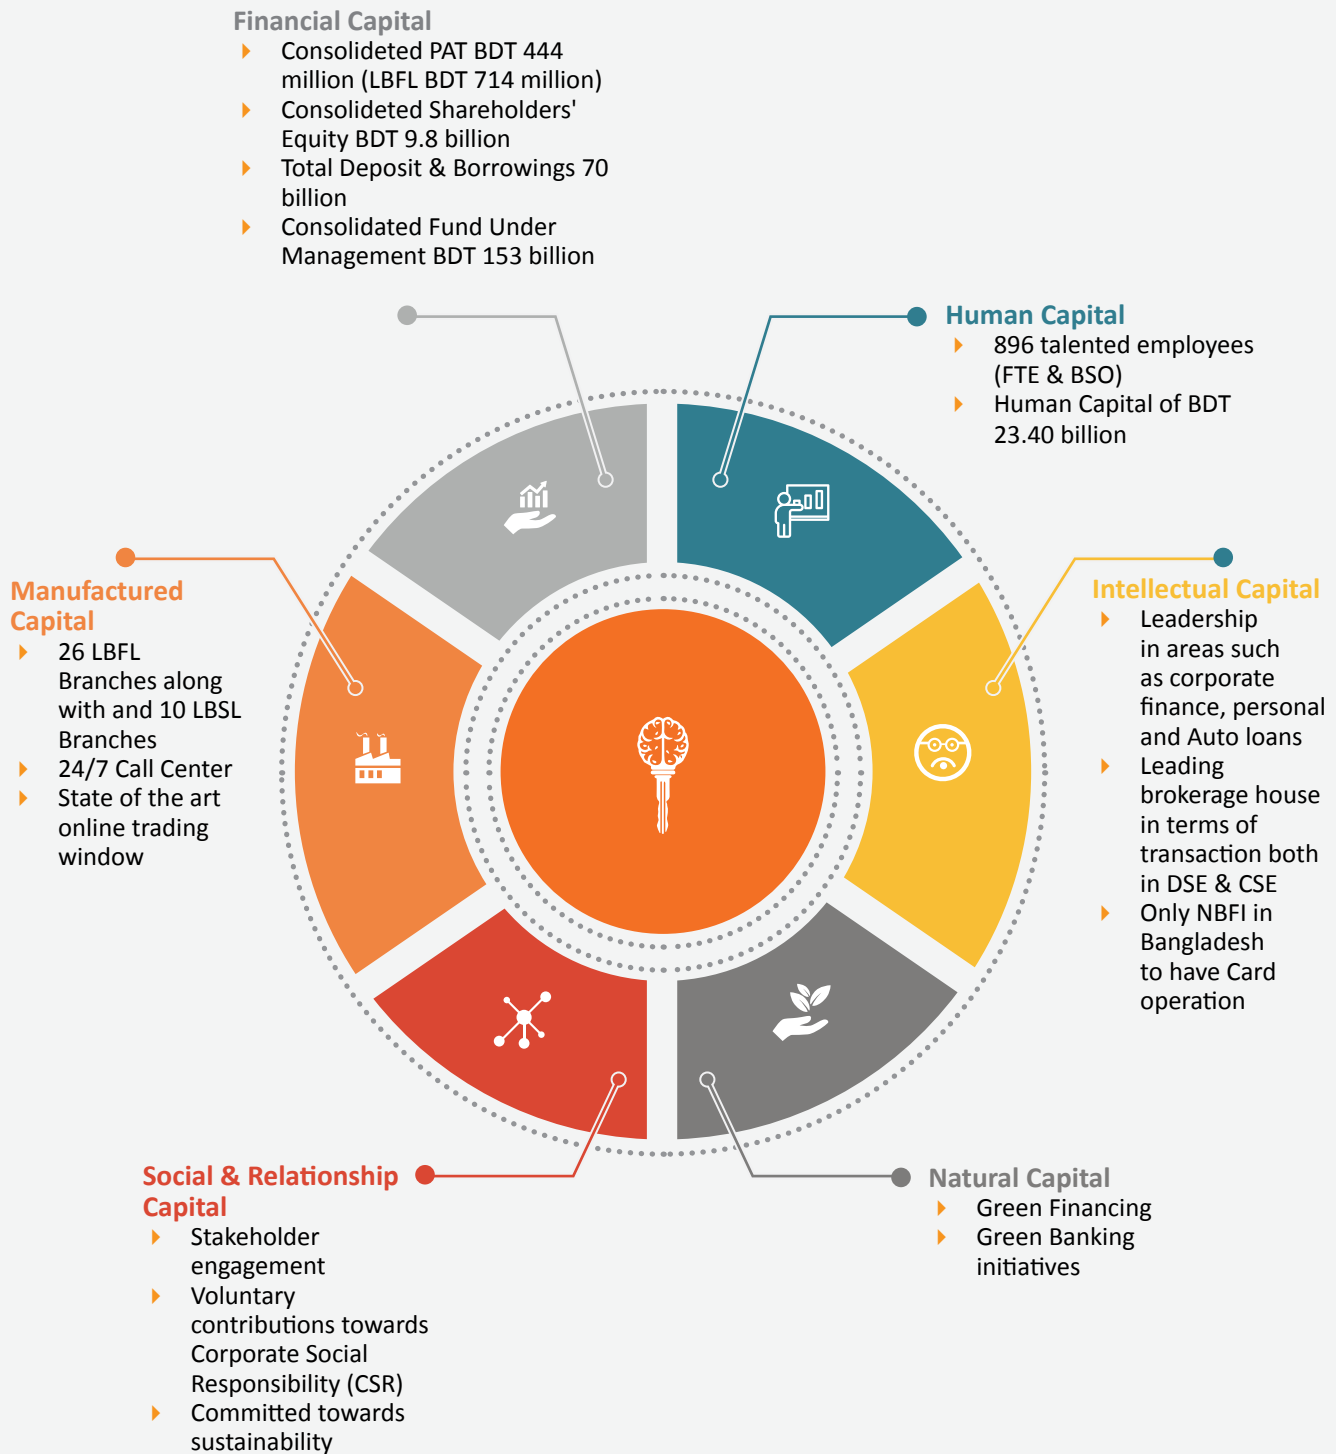 Financial Capital
Consolideted PAT BDT 444
million (LBFL BDT 714 million)
Consolideted Shareholders'
Equity BDT 9.8 billion
Total Deposit & Borrowings 70
billion
Consolidated Fund Under
Management BDT 153 billion
Human Capital
896 talented employees
(FTE & BSO)
Human Capital of BDT
23.40 billion
Manufactured
Capital
26 LBFL
Branches along
with and 10 LBSL
Branches
24/7 Call Center
State of the art
online trading
window
Intellectual Capital
Leadership
in areas such
as corporate
finance, personal
and Auto loans
Leading
brokerage house
in terms of
transaction both
in DSE & CSE
Only NBFI in
Bangladesh
to have Card
operation
Social & Relationship
Capital
Stakeholder
engagement
Voluntary
contributions towards
Corporate Social
Responsibility (CSR)
Committed towards
sustainability
Natural Capital
Green Financing
Green Banking
initiatives